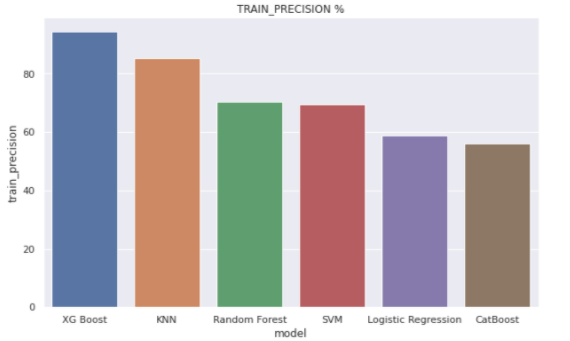 TRAIN_PRECISION %
train_precision
80
60
40
20
0
XG Boost KNN Random Forest SVM Logistic Regression CatBoost
model